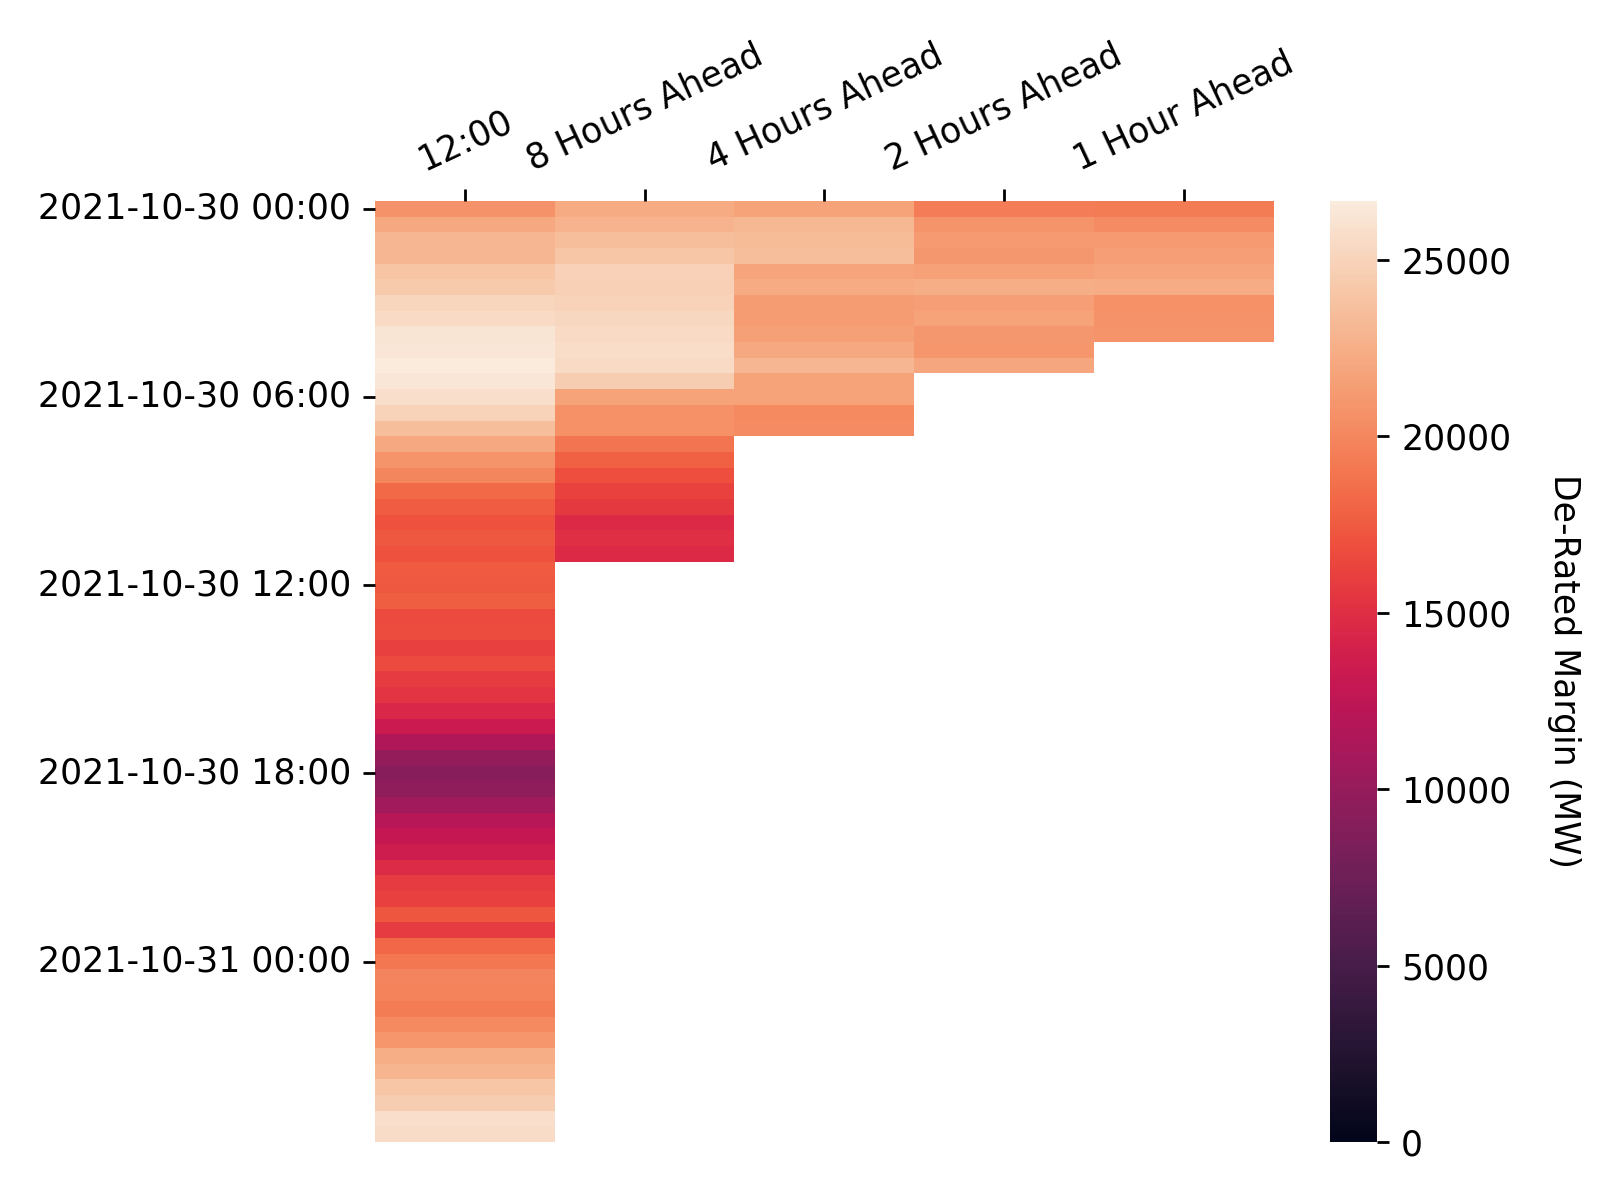 12:00
8 Hours Ahead
4 Hours Ahead
2 Hours Ahead
1 Hour Ahead
2021-10-30 00:00
2021-10-30 06:00
2021-10-30 12:00
2021-10-30 18:00
2021-10-31 00:00
25000
20000
15000
10000
5000
0
De-Rated Margin (MW)